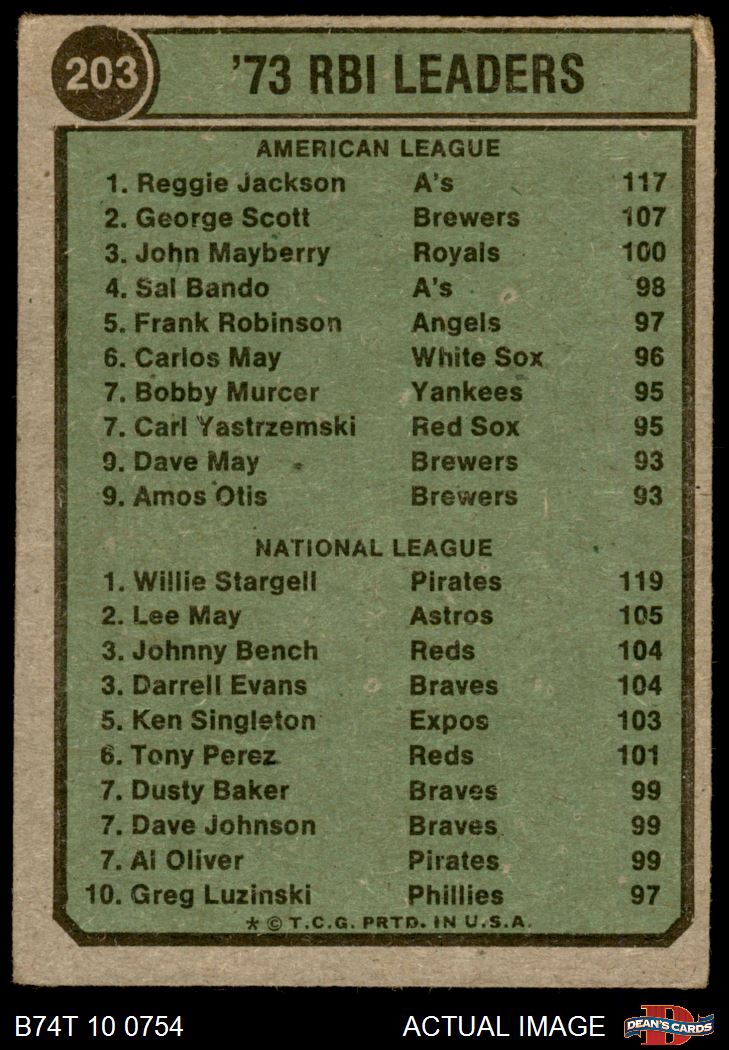 203 '73 RBI LEADERS
AMERICAN LEAGUE
1. Reggie Jackson A's 117
2. George Scott Brewers 107
3. John Mayberry Royals 100
4. Sal Bando A's 98
5. Frank Robinson Angels 97
6. Carlos May White Sox 96
7. Bobby Murcer Yankees 95
7. Carl Yastrzemski Red Sox 95
9. Dave May Brewers 93
9. Amos Otis Brewers 93
NATIONAL LEAGUE
1. Willie Stargell Pirates 119
2. Lee May Astros 105
3. Johnny Bench Reds 104
3. Darrell Evans Braves 104
5. Ken Singleton Expos 103
6. Tony Perez Reds 101
7. Dusty Baker Braves 99
7. Dave Johnson Braves 99
7. Al Oliver Pirates 99
10. Greg Luzinski Phillies 97
* © T.C.G. PRTD. IN U.S.A.
B74T 10 0754 ACTUAL IMAGE D DEAN'S CARDS